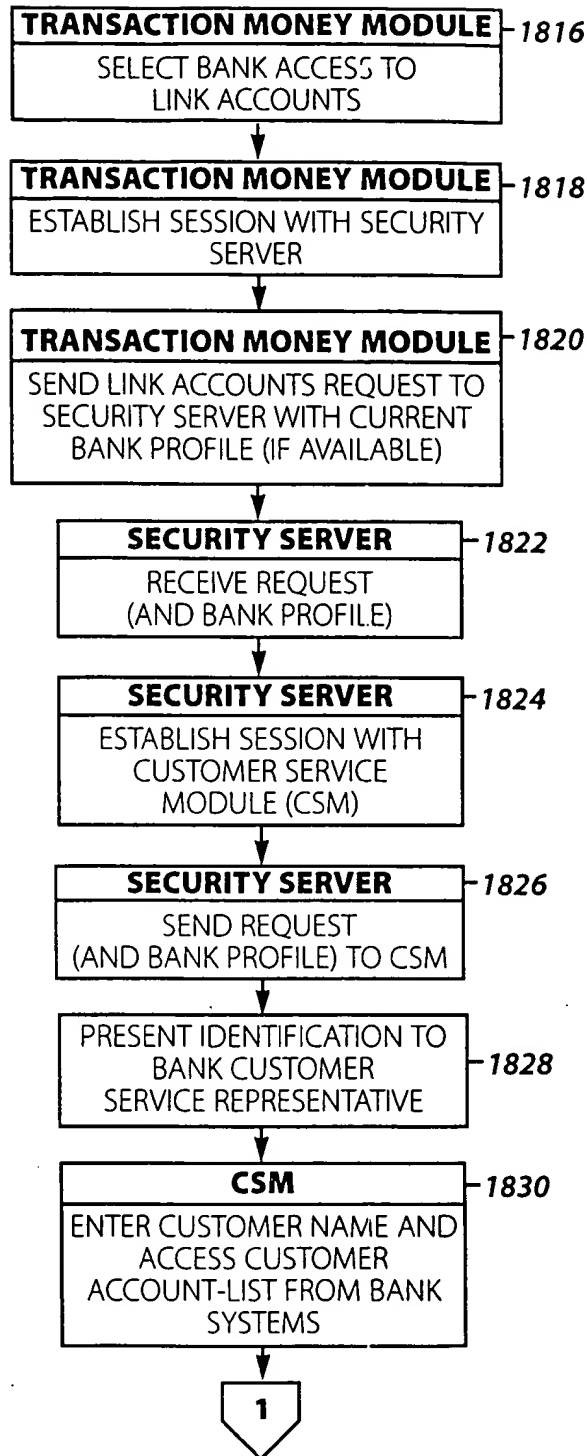 TRANSACTION MONEY MODULE 1816
SELECT BANK ACCESS TO
LINK ACCOUNTS
TRANSACTION MONEY MODULE 1818
ESTABLISH SESSION WITH SECURITY
SERVER
TRANSACTION MONEY MODULE 1820
SEND LINK ACCOUNTS REQUEST TO
SECURITY SERVER WITH CURRENT
BANK PROFILE (IF AVAILABLE)
SECURITY SERVER 1822
RECEIVE REQUEST
(AND BANK PROFILE)
SECURITY SERVER 1824
ESTABLISH SESSION WITH
CUSTOMER SERVICE
MODULE (CSM)
SECURITY SERVER 1826
SEND REQUEST
(AND BANK PROFILE) TO CSM
PRESENT IDENTIFICATION TO
BANK CUSTOMER 1828
SERVICE REPRESENTATIVE
CSM 1830
ENTER CUSTOMER NAME AND
ACCESS CUSTOMER
ACCOUNT-LIST FROM BANK
SYSTEMS
1